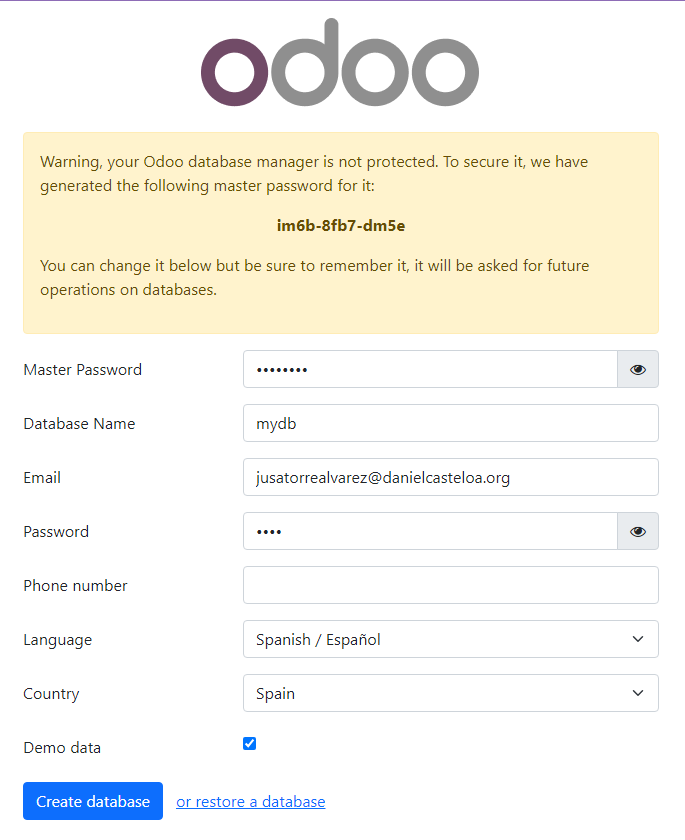 odoo
Warning, your Odoo database manager is not protected. To secure it, we have
generated the following master password for it:
im6b-8fb7-dm5e
You can change it below but be sure to remember it, it will be asked for future
operations on databases.
Master Password ••••••••
Database Name mydb
Email jusatorrealvarez@danielcasteloa.org
Password ••••
Phone number
Language Spanish / Español
Country Spain
Demo data
Create database or restore a database